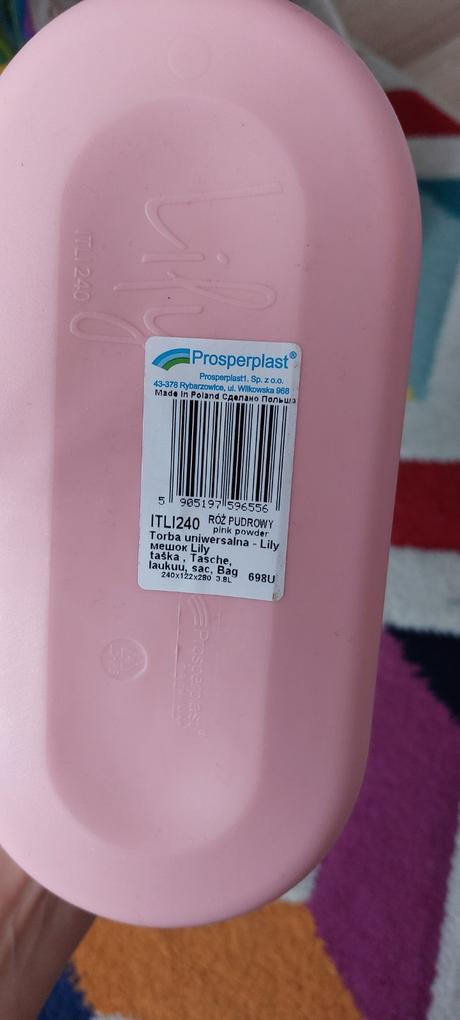 Lily
ITLI 240
Prosperplast®
Prosperplast1. Sp. z o.o.
43-378 Rybarzowice, ul. Wilkowska 968
Made in Poland Сделано Польша
5 905197 596556
ITLI240 RÓŻ PUDROWY
pink powder
Torba uniwersalna - Lily
мешок Lily
taška , Tasche,
laukuu, sac, Bag 698U
240x122x280 3.8L
Prosperplast®